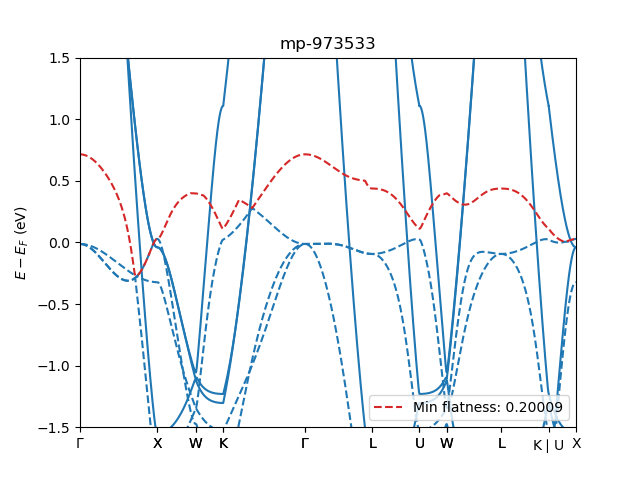 mp-973533
1.5
1.0
0.5
0.0
−0.5
−1.0
−1.5
E − E_F (eV)
Min flatness: 0.20009
Γ X W K Γ L U W L K | U X